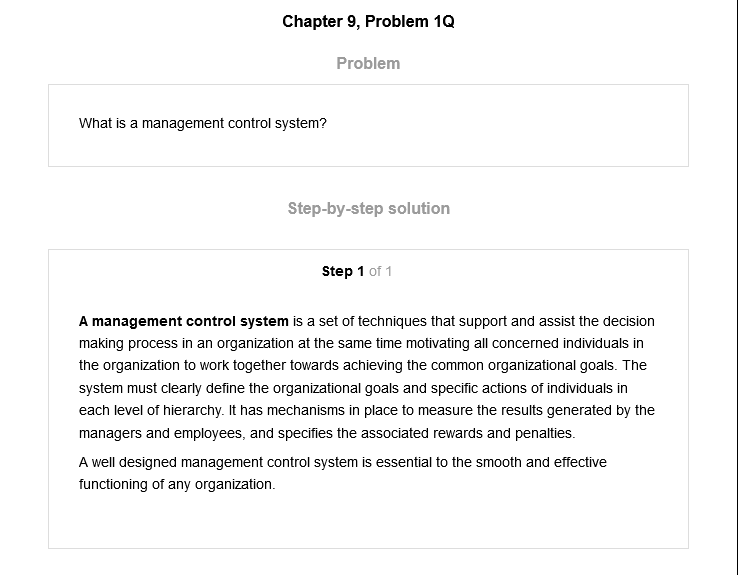 Chapter 9, Problem 1Q
Problem
What is a management control system?
Step-by-step solution
Step 1 of 1
A management control system is a set of techniques that support and assist the decision
making process in an organization at the same time motivating all concerned individuals in
the organization to work together towards achieving the common organizational goals. The
system must clearly define the organizational goals and specific actions of individuals in
each level of hierarchy. It has mechanisms in place to measure the results generated by the
managers and employees, and specifies the associated rewards and penalties.
A well designed management control system is essential to the smooth and effective
functioning of any organization.